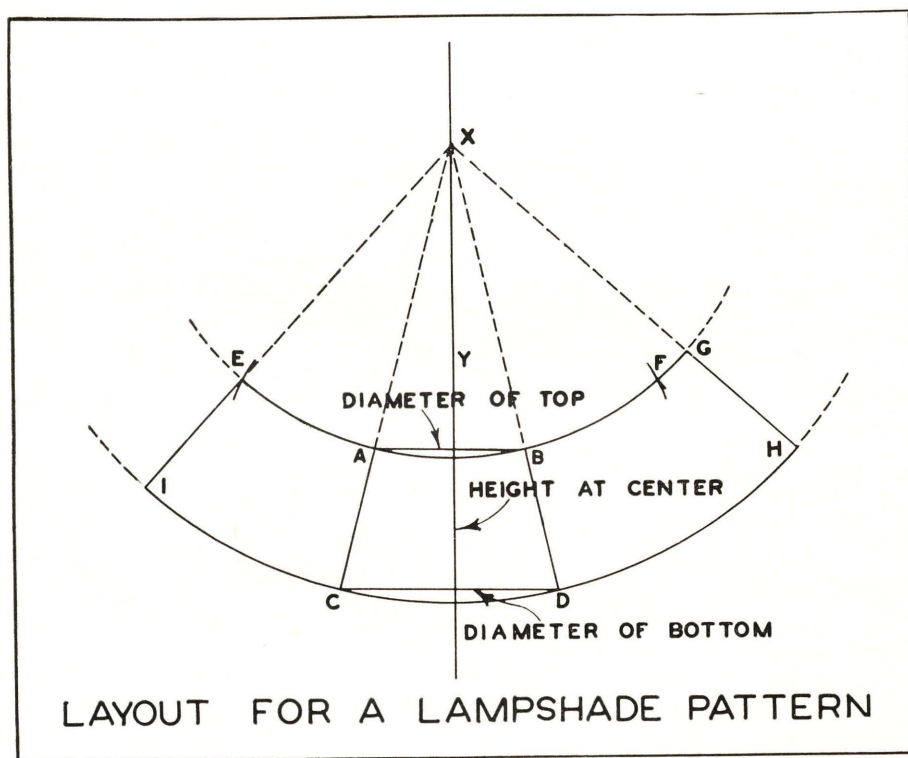 X
E
Y
F
G
DIAMETER OF TOP
A
B
H
I
HEIGHT AT CENTER
C
D
DIAMETER OF BOTTOM
LAYOUT FOR A LAMPSHADE PATTERN